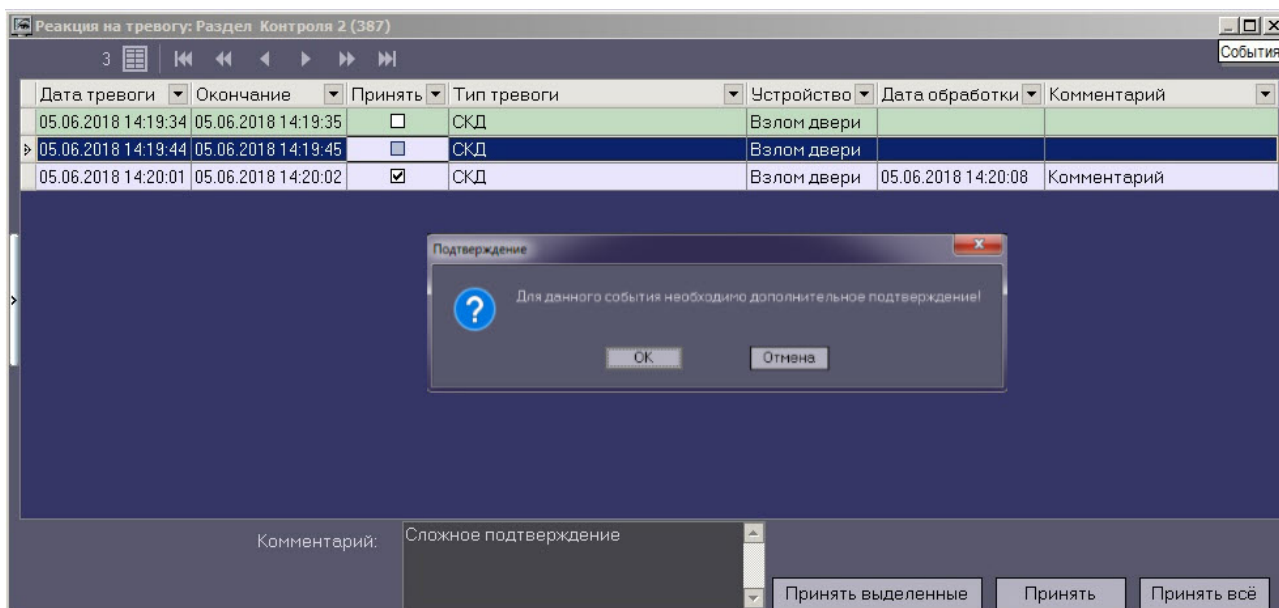 Реакция на тревогу: Раздел Контроля 2 (387)
3
События
Дата тревоги Окончание Принять Тип тревоги Устройство Дата обработки Комментарий
05.06.2018 14:19:34 05.06.2018 14:19:35 СКД Взлом двери
05.06.2018 14:19:44 05.06.2018 14:19:45 СКД Взлом двери
05.06.2018 14:20:01 05.06.2018 14:20:02 СКД Взлом двери 05.06.2018 14:20:08 Комментарий
Подтверждение
Для данного события необходимо дополнительное подтверждение!
OK Отмена
Комментарий: Сложное подтверждение
Принять выделенные Принять Принять всё